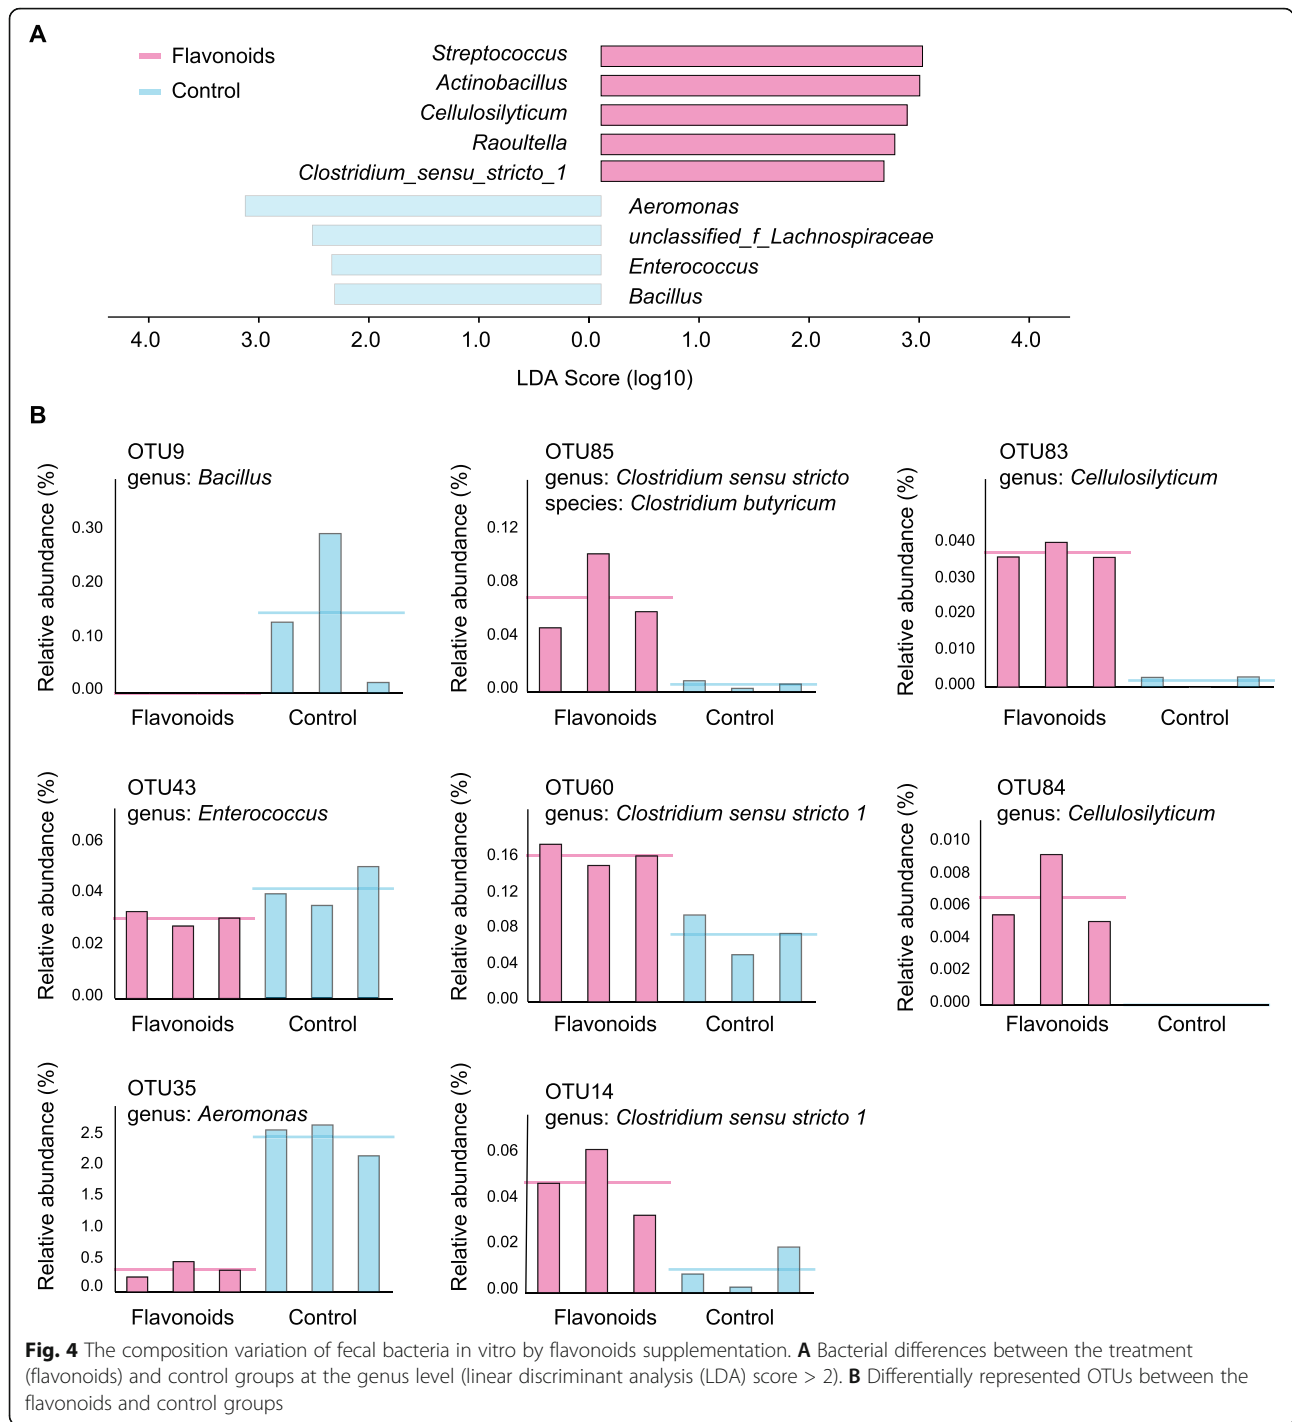 A
Flavonoids
Control
Streptococcus
Actinobacillus
Cellulosilyticum
Raoultella
Clostridium_sensu_stricto_1
Aeromonas
unclassified_f_Lachnospiraceae
Enterococcus
Bacillus
4.0 3.0 2.0 1.0 0.0 1.0 2.0 3.0 4.0
LDA Score (log10)
B
OTU9
genus: Bacillus
Relative abundance (%)
0.30
0.20
0.10
0.00
Flavonoids Control
OTU85
genus: Clostridium sensu stricto
species: Clostridium butyricum
Relative abundance (%)
0.12
0.08
0.04
0.00
Flavonoids Control
OTU83
genus: Cellulosilyticum
Relative abundance (%)
0.040
0.030
0.020
0.010
0.000
Flavonoids Control
OTU43
genus: Enterococcus
Relative abundance (%)
0.06
0.04
0.02
0.00
Flavonoids Control
OTU60
genus: Clostridium sensu stricto 1
Relative abundance (%)
0.16
0.12
0.08
0.04
0.00
Flavonoids Control
OTU84
genus: Cellulosilyticum
Relative abundance (%)
0.010
0.008
0.006
0.004
0.002
0.000
Flavonoids Control
OTU35
genus: Aeromonas
Relative abundance (%)
2.5
2.0
1.5
1.0
0.5
0.0
Flavonoids Control
OTU14
genus: Clostridium sensu stricto 1
Relative abundance (%)
0.06
0.04
0.02
0.00
Flavonoids Control
Fig. 4 The composition variation of fecal bacteria in vitro by flavonoids supplementation. A Bacterial differences between the treatment
(flavonoids) and control groups at the genus level (linear discriminant analysis (LDA) score > 2). B Differentially represented OTUs between the
flavonoids and control groups